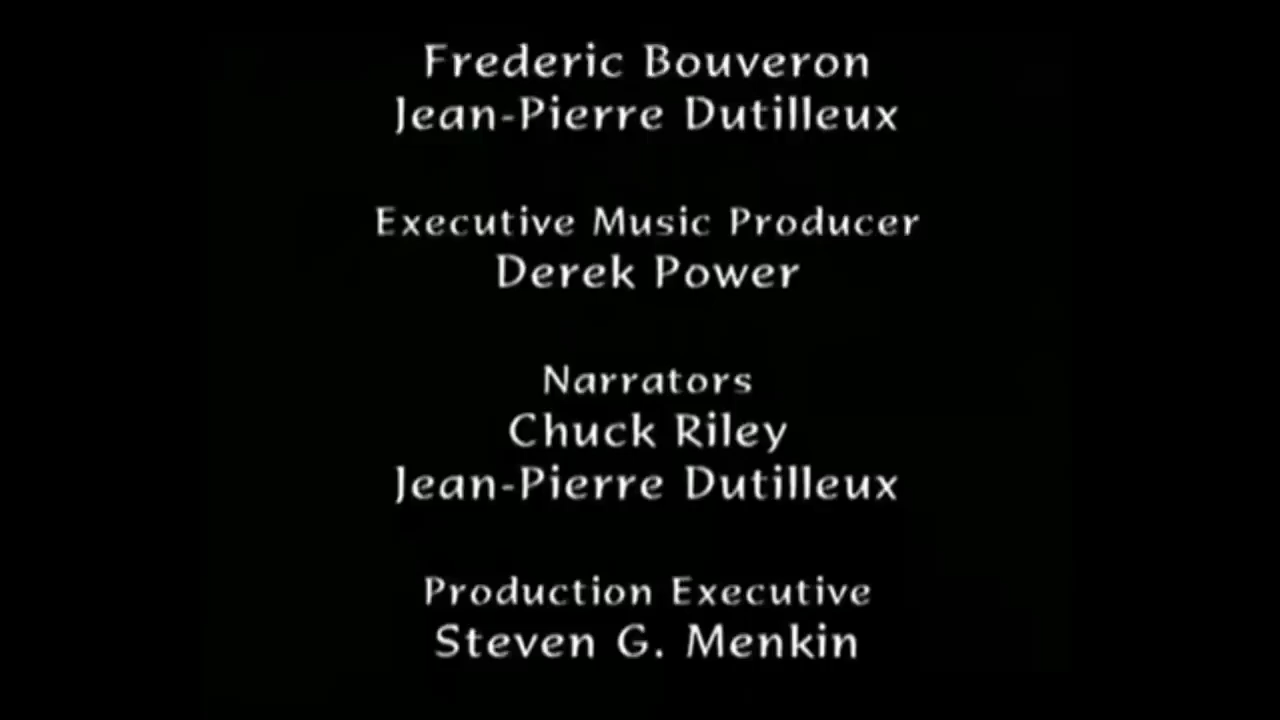 Frederic Bouveron
Jean-Pierre Dutilleux
Executive Music Producer
Derek Power
Narrators
Chuck Riley
Jean-Pierre Dutilleux
Production Executive
Steven G. Menkin